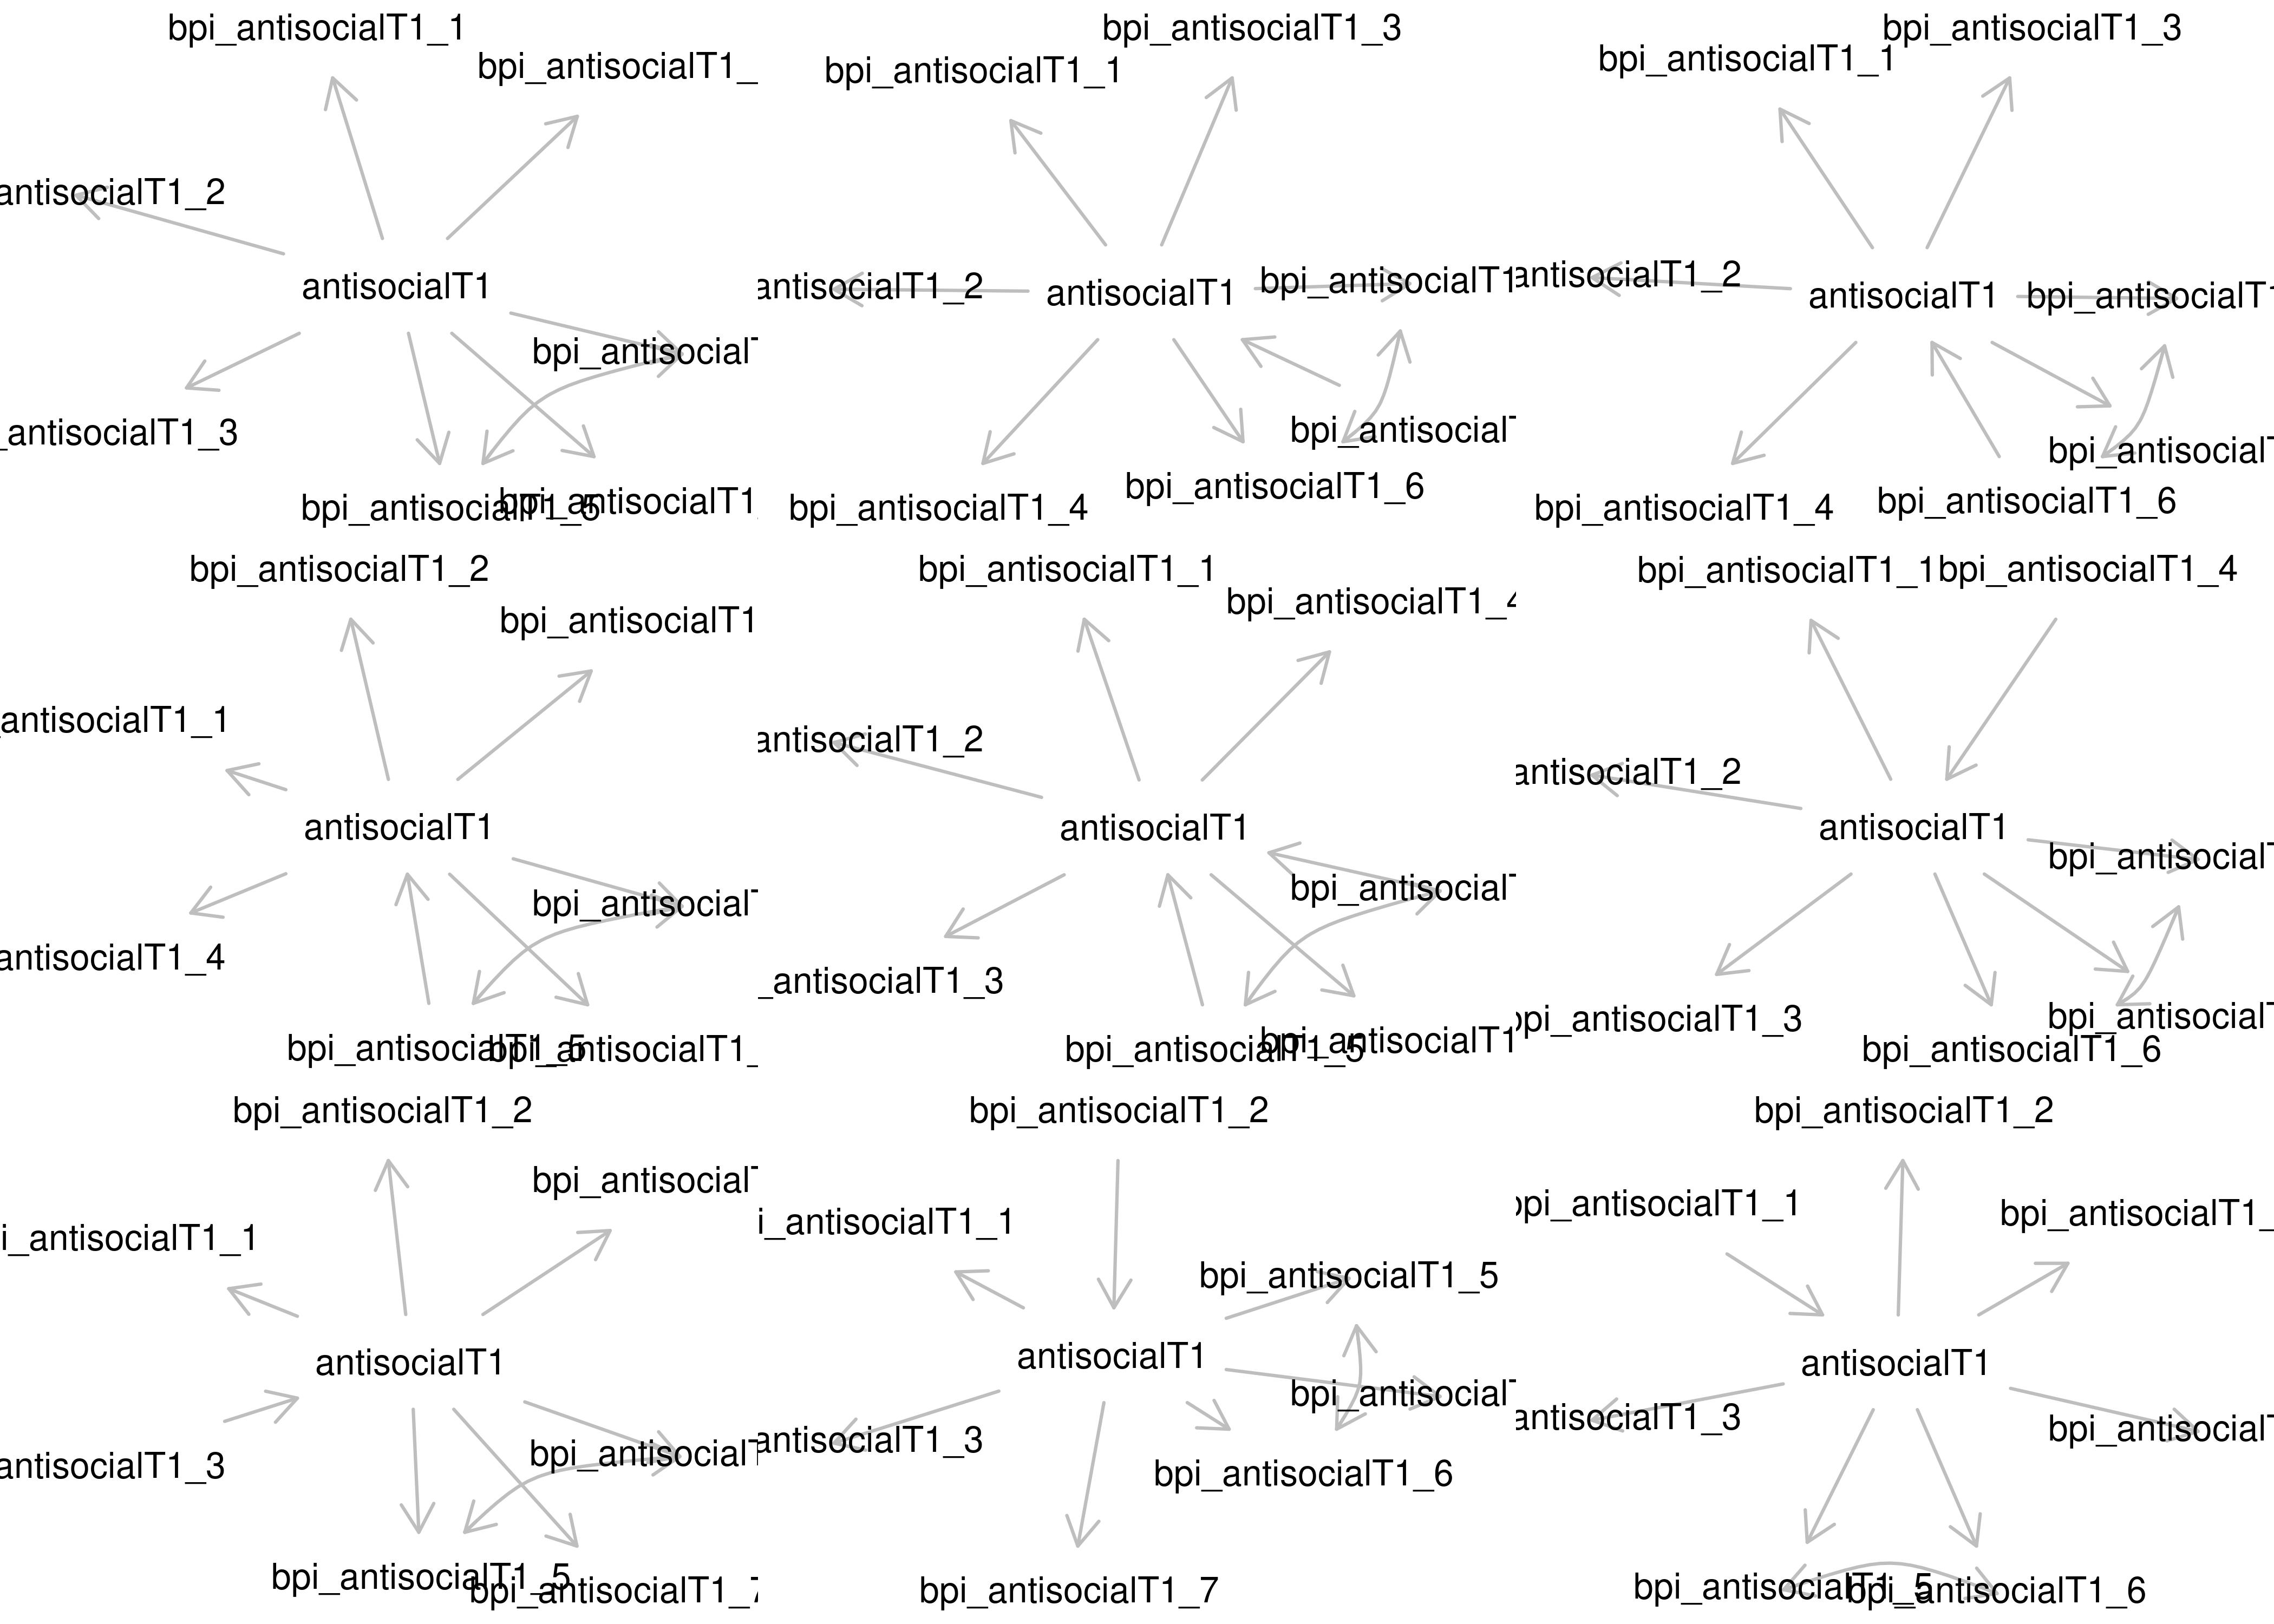 bpi_antisocialT1_1
bpi_antisocialT1_
antisocialT1_2
antisocialT1
bpi_antisocial
_antisocialT1_3
bpi_antisocialT1_5
bpi_antisocialT1
bpi_antisocialT1_3
bpi_antisocialT1_1
antisocialT1_2
antisocialT1
bpi_antisocialT1
bpi_antisocial
bpi_antisocialT1_6
bpi_antisocialT1_4
bpi_antisocialT1_3
bpi_antisocialT1_1
antisocialT1_2
antisocialT1
bpi_antisocialT1
bpi_antisocial
bpi_antisocialT1_6
bpi_antisocialT1_4
bpi_antisocialT1_2
bpi_antisocialT1
antisocialT1_1
antisocialT1
bpi_antisocial
antisocialT1_4
bpi_antisocialT1_5
bpi_antisocialT1_
bpi_antisocialT1_1
bpi_antisocialT1_4
antisocialT1_2
antisocialT1
bpi_antisocial
_antisocialT1_3
bpi_antisocialT1_5
bpi_antisocialT1
bpi_antisocialT1_1
bpi_antisocialT1_4
antisocialT1_2
antisocialT1
bpi_antisocial
bpi_antisocialT1_3
bpi_antisocial
bpi_antisocialT1_6
bpi_antisocialT1_2
bpi_antisocial
i_antisocialT1_1
antisocialT1
bpi_antisocial
antisocialT1_3
bpi_antisocialT1_5
bpi_antisocialT1_7
bpi_antisocialT1_2
i_antisocialT1_1
bpi_antisocialT1_5
antisocialT1
bpi_antisocial
antisocialT1_3
bpi_antisocialT1_6
bpi_antisocialT1_7
bpi_antisocialT1_2
bpi_antisocialT1_1
bpi_antisocialT1_
antisocialT1
antisocialT1_3
bpi_antisocial
bpi_antisocialT1_5
bpi_antisocialT1_6